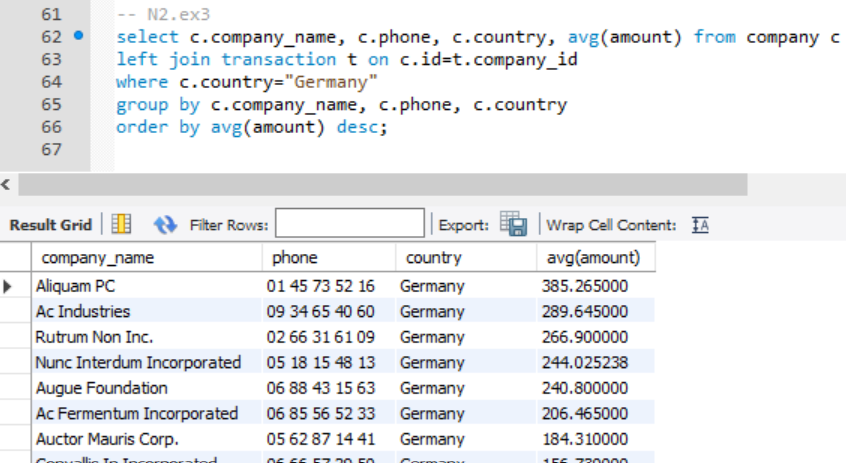 61 -- N2.ex3
62 select c.company_name, c.phone, c.country, avg(amount) from company c
63 left join transaction t on c.id=t.company_id
64 where c.country="Germany"
65 group by c.company_name, c.phone, c.country
66 order by avg(amount) desc;
67
Result Grid Filter Rows: Export: Wrap Cell Content: IA
company_name phone country avg(amount)
Aliquam PC 01 45 73 52 16 Germany 385.265000
Ac Industries 09 34 65 40 60 Germany 289.645000
Rutrum Non Inc. 02 66 31 61 09 Germany 266.900000
Nunc Interdum Incorporated 05 18 15 48 13 Germany 244.025238
Augue Foundation 06 88 43 15 63 Germany 240.800000
Ac Fermentum Incorporated 06 85 56 52 33 Germany 206.465000
Auctor Mauris Corp. 05 62 87 14 41 Germany 184.310000
Convallis In Incorporated Germany